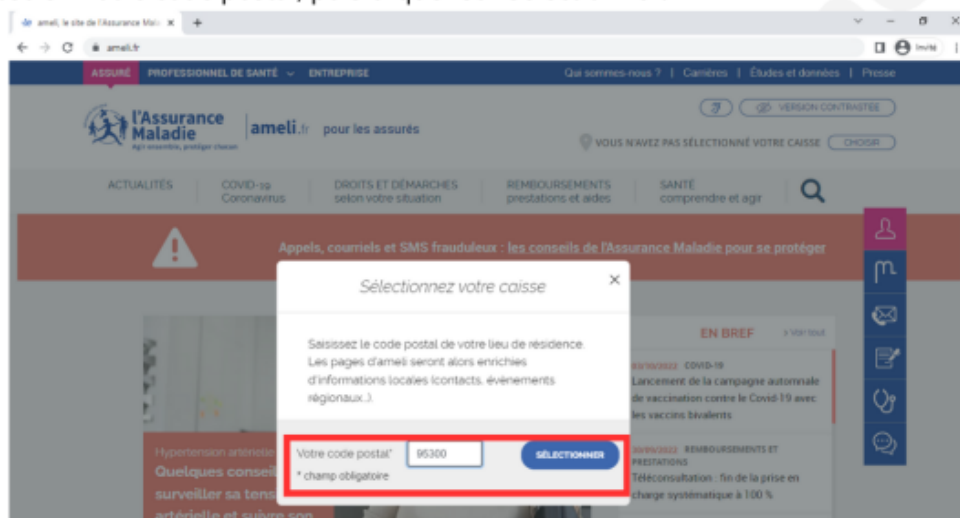 ameli, le site de l'Assurance Mala
ameli.fr
Invité
ASSURÉ PROFESSIONNEL DE SANTÉ ENTREPRISE
Qui sommes-nous ? | Carrières | Études et données | Presse
VERSION CONTRASTÉE
l'Assurance
Maladie
Agir ensemble, protéger chacun
ameli.fr pour les assurés
VOUS N'AVEZ PAS SÉLECTIONNÉ VOTRE CAISSE CHOISIR
ACTUALITÉS
COVID-19
Coronavirus
DROITS ET DÉMARCHES
selon votre situation
REMBOURSEMENTS
prestations et aides
SANTÉ
comprendre et agir
Appels, courriels et SMS frauduleux : les conseils de l'Assurance Maladie pour se protéger
Sélectionnez votre caisse
Saisissez le code postal de votre lieu de résidence.
Les pages d'ameli seront alors enrichies
d'informations locales (contacts, évènements
régionaux...).
Votre code postal* 95300 SÉLECTIONNER
* champ obligatoire
EN BREF > Voir tout
COVID-19
Lancement de la campagne automnale
de vaccination contre le Covid-19 avec
les vaccins bivalents
30/09/2022 REMBOURSEMENTS ET
PRESTATIONS
Téléconsultation : fin de la prise en
charge systématique à 100 %
Hypertension artérielle
Quelques conseil
surveiller sa tens
artérielle et suivre son